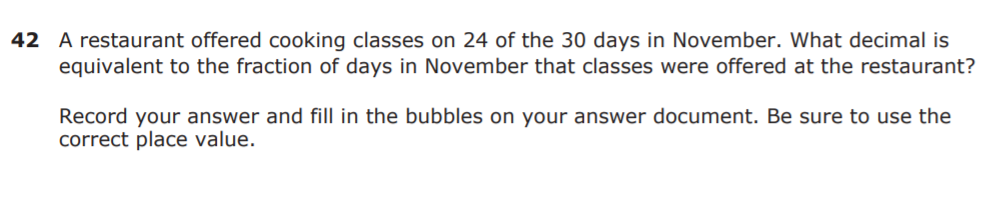 42 A restaurant offered cooking classes on 24 of the 30 days in November. What decimal is
equivalent to the fraction of days in November that classes were offered at the restaurant?
Record your answer and fill in the bubbles on your answer document. Be sure to use the
correct place value.